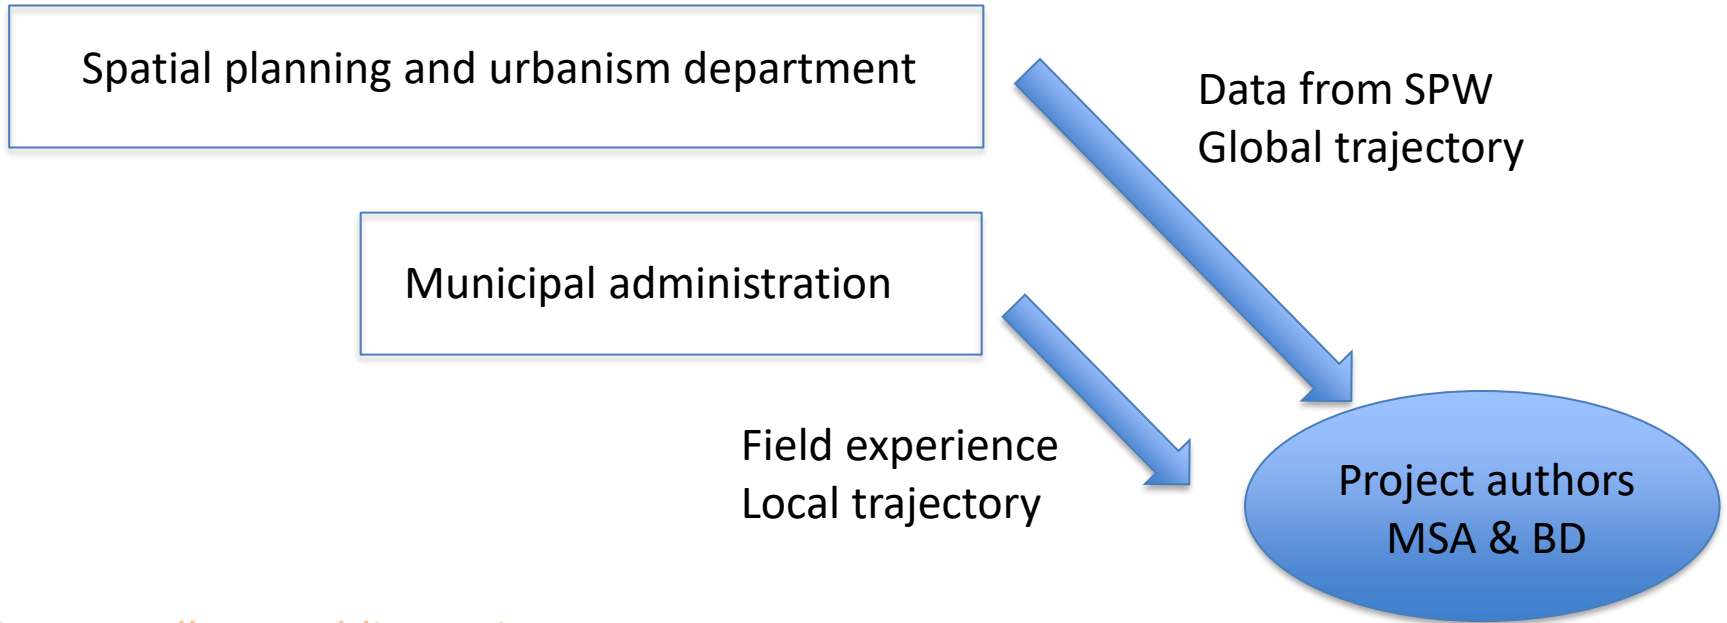 Spatial planning and urbanism department
Data from SPW
Global trajectory
Municipal administration
Field experience
Local trajectory
Project authors
MSA & BD